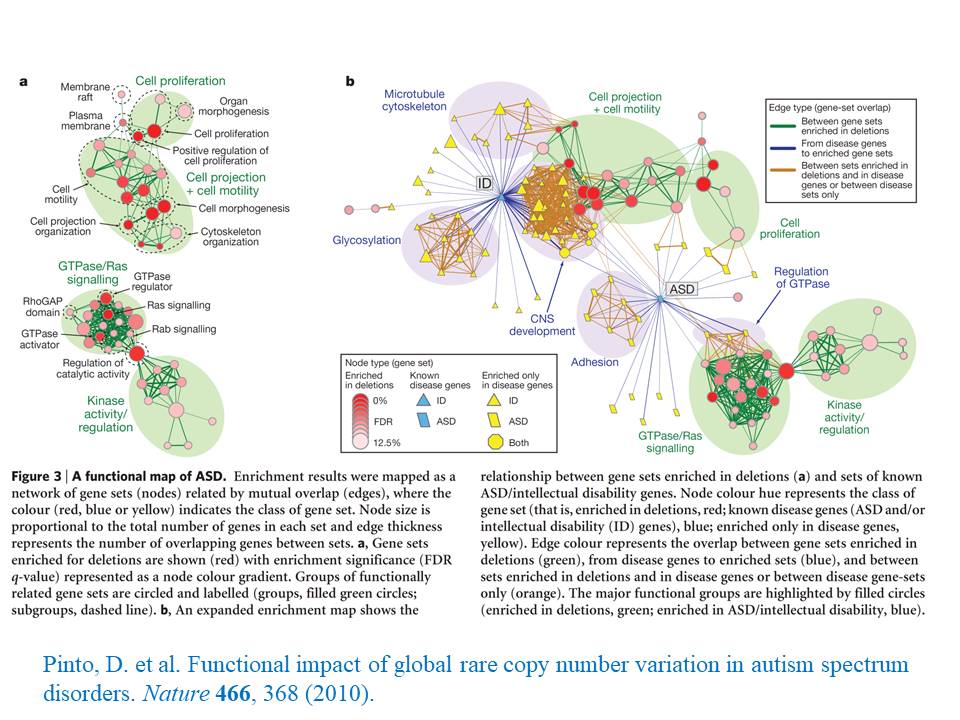 a
Membrane
raft
Cell proliferation
Organ
morphogenesis
Plasma
membrane
Cell proliferation
Positive regulation of
cell proliferation
Cell projection
+ cell motility
Cell
motility
Cell morphogenesis
Cell projection
organization
Cytoskeleton
organization
GTPase/Ras
signalling
GTPase
regulator
RhoGAP
domain
Ras signalling
GTPase
activator
Rab signalling
Regulation of
catalytic activity
Kinase
activity/
regulation
b
Microtubule
cytoskeleton
Cell projection
+ cell motility
Edge type (gene-set overlap)
Between gene sets
enriched in deletions
From disease genes
to enriched gene sets
Between sets enriched in
deletions and in disease
genes or between disease
sets only
ID
Glycosylation
Cell
proliferation
ASD
Regulation
of GTPase
CNS
development
Adhesion
Node type (gene set)
Enriched
in deletions
Known
disease genes
Enriched only
in disease genes
0%
FDR
12.5%
ID
ASD
ID
ASD
Both
GTPase/Ras
signalling
Kinase
activity/
regulation
Figure 3 | A functional map of ASD. Enrichment results were mapped as a
network of gene sets (nodes) related by mutual overlap (edges), where the
colour (red, blue or yellow) indicates the class of gene set. Node size is
proportional to the total number of genes in each set and edge thickness
represents the number of overlapping genes between sets. a, Gene sets
enriched for deletions are shown (red) with enrichment significance (FDR
q-value) represented as a node colour gradient. Groups of functionally
related gene sets are circled and labelled (groups, filled green circles;
subgroups, dashed line). b, An expanded enrichment map shows the
relationship between gene sets enriched in deletions (a) and sets of known
ASD/intellectual disability genes. Node colour hue represents the class of
gene set (that is, enriched in deletions, red; known disease genes (ASD and/or
intellectual disability (ID) genes), blue; enriched only in disease genes,
yellow). Edge colour represents the overlap between gene sets enriched in
deletions (green), from disease genes to enriched sets (blue), and between
sets enriched in deletions and in disease genes or between disease gene-sets
only (orange). The major functional groups are highlighted by filled circles
(enriched in deletions, green; enriched in ASD/intellectual disability, blue).
Pinto, D. et al. Functional impact of global rare copy number variation in autism spectrum
disorders. Nature 466, 368 (2010).